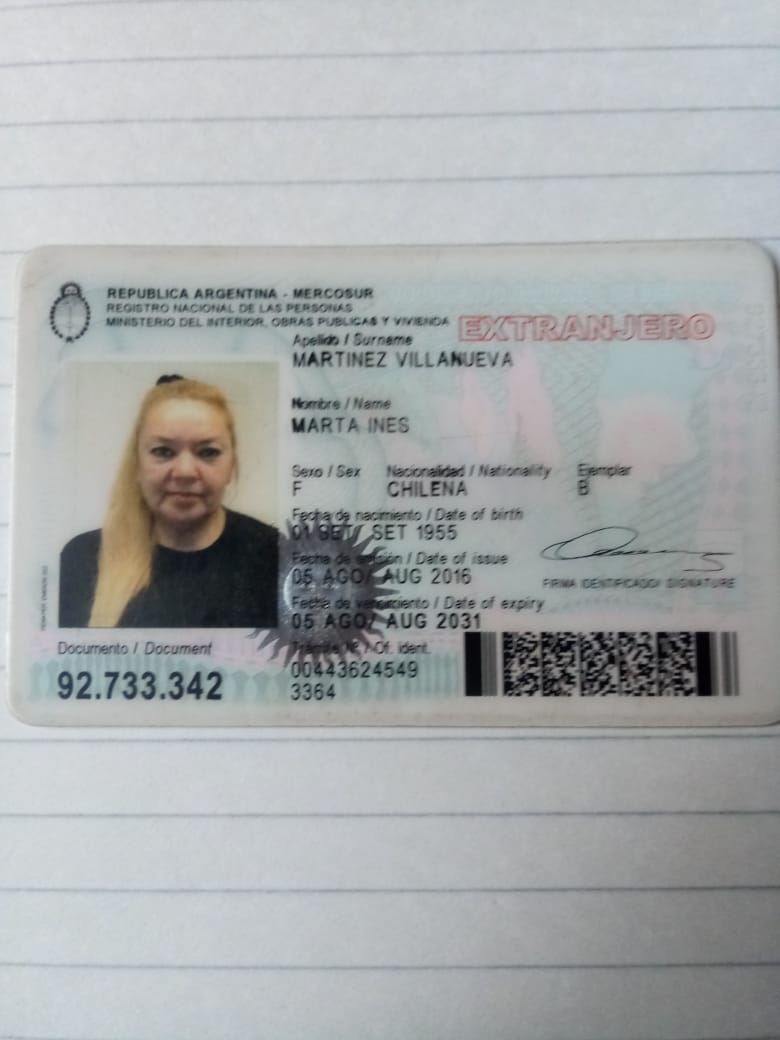 REPUBLICA ARGENTINA - MERCOSUR
REGISTRO NACIONAL DE LAS PERSONAS
MINISTERIO DEL INTERIOR, OBRAS PUBLICAS Y VIVIENDA
EXTRANJERO
Apellido / Surname
MARTINEZ VILLANUEVA
Nombre / Name
MARTA INES
Sexo / Sex Nacionalidad / Nationality Ejemplar
F CHILENA B
Fecha de nacimiento / Date of birth
01 SET/ SET 1955
Fecha de emisión / Date of issue
05 AGO/ AUG 2016
FIRMA IDENTIFICADO/ SIGNATURE
Fecha de vencimiento / Date of expiry
05 AGO/ AUG 2031
Documento / Document
92.733.342
Trámite Nº / Of. Ident.
00443624549
3364